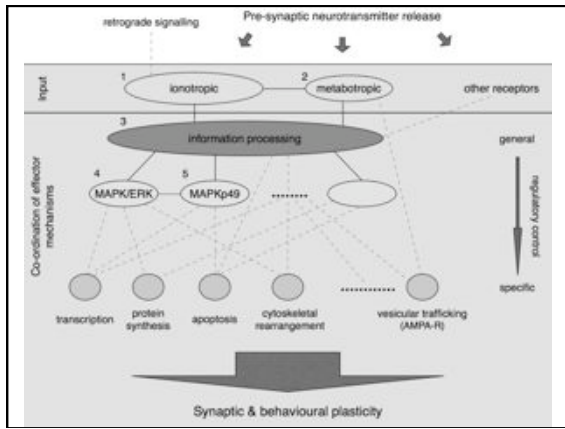 Pre-synaptic neurotransmitter release
retrograde signalling
Input
1
ionotropic
2
metabotropic
other receptors
3
information processing
general
Co-ordination of effector
mechanisms
4
MAPK/ERK
5
MAPKp49
regulatory control
specific
transcription
protein
synthesis
apoptosis
cytoskeletal
rearrangement
vesicular trafficking
(AMPA-R)
Synaptic & behavioural plasticity